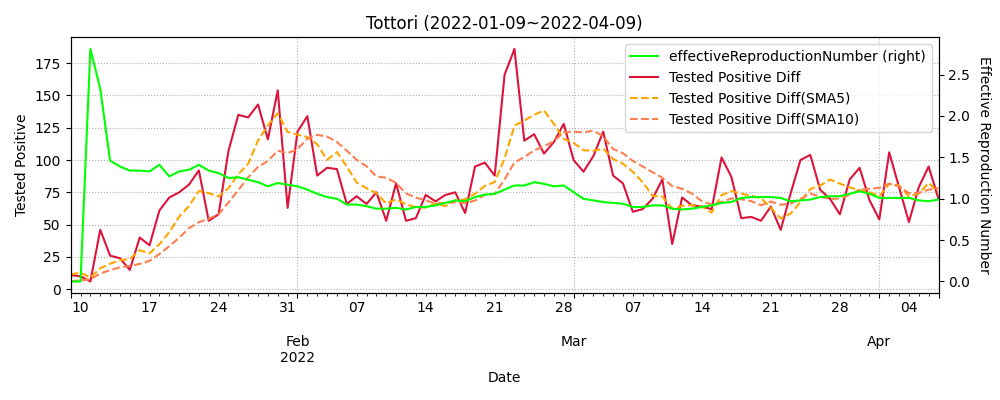 Tottori (2022-01-09~2022-04-09)
effectiveReproductionNumber (right)
Tested Positive Diff
Tested Positive Diff(SMA5)
Tested Positive Diff(SMA10)
Tested Positive
175
150
125
100
75
50
25
0
Effective Reproduction Number
2.5
2.0
1.5
1.0
0.5
0.0
10 17 24 31 07 14 21 28 07 14 21 28 04
Feb Mar Apr
2022
Date